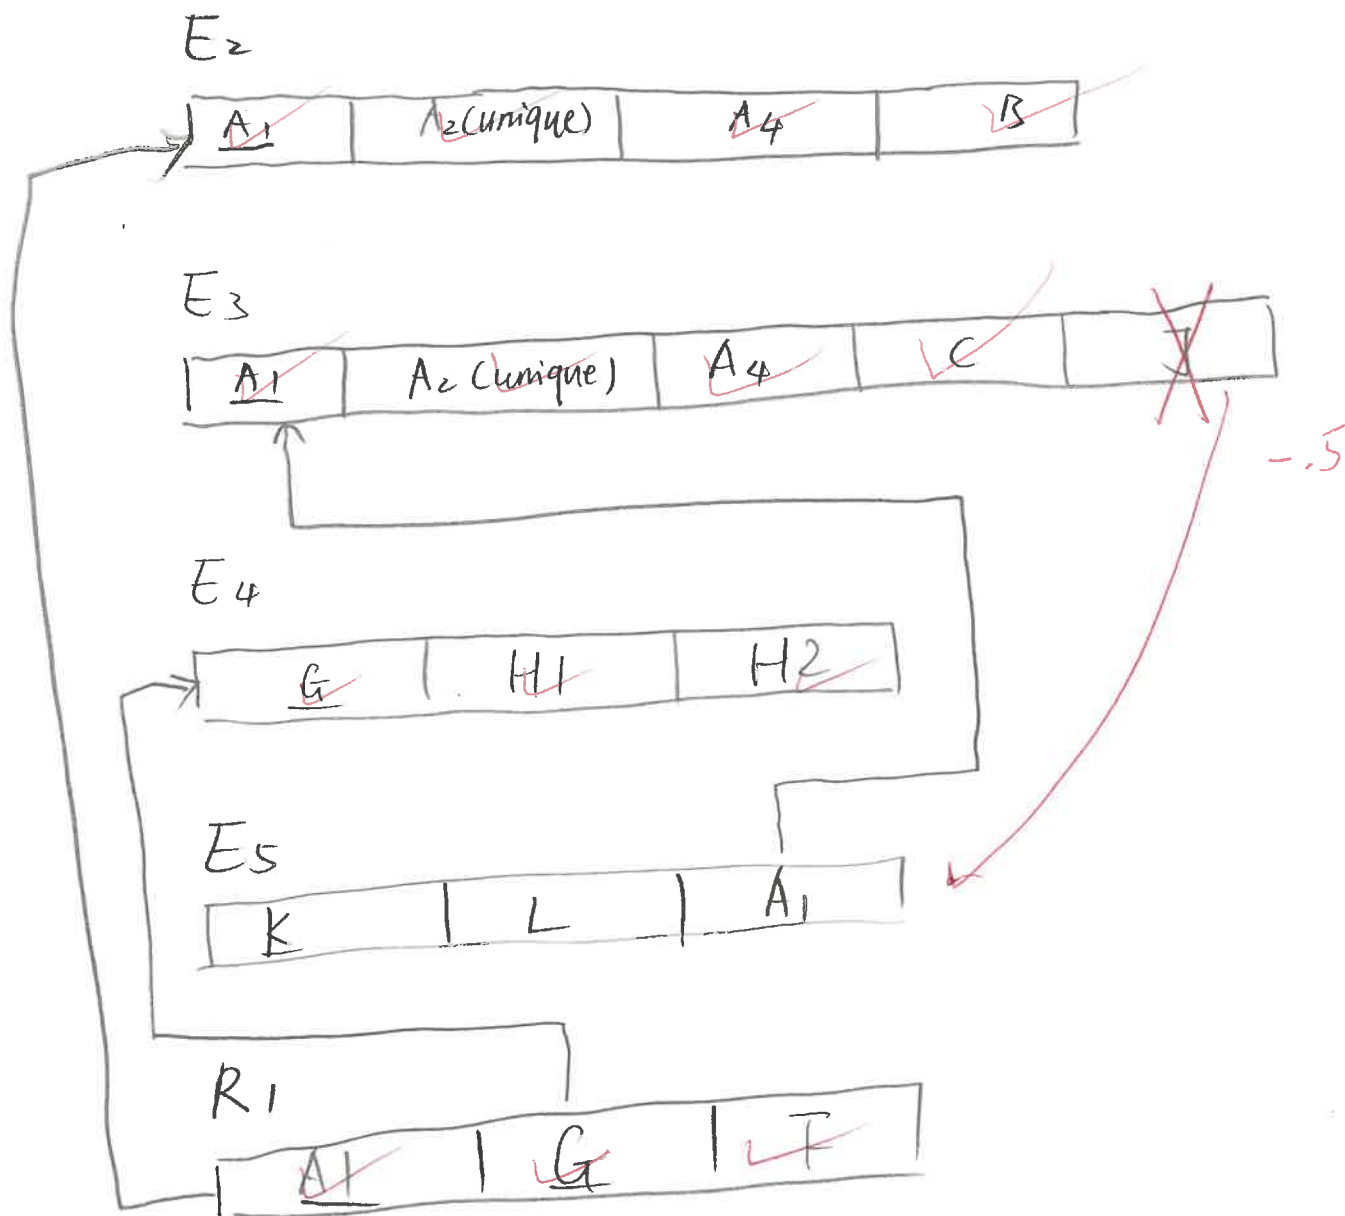 E2
A1 A2 (unique) A4 B
E3
A1 A2 (unique) A4 C J
-.5
E4
G H1 H2
E5
K L A1
R1
A1 G F